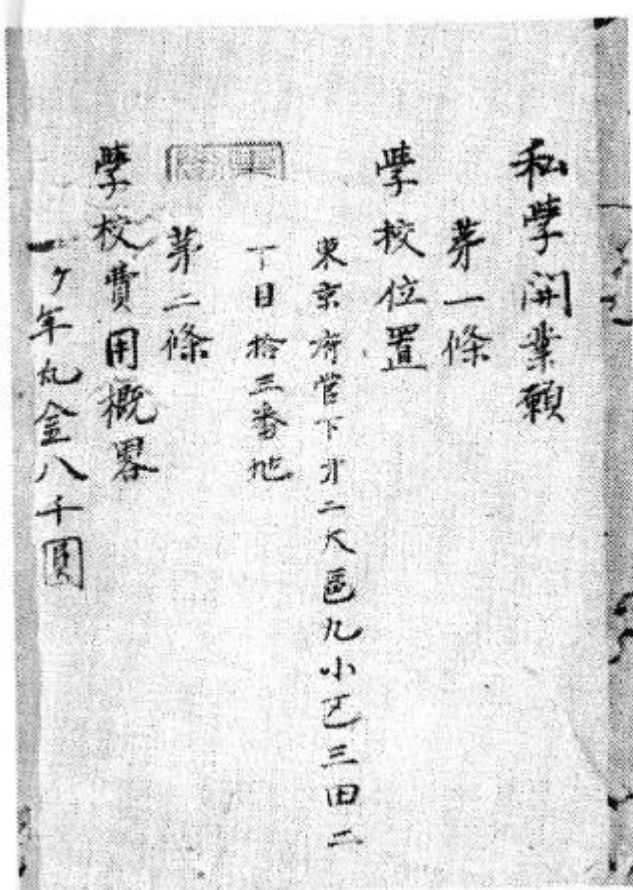 私學開業願
第一條
學校位置
東京府管下第二大區九小區三田二
丁目拾三番地
第二條
學校費用概畧
一ケ年凡金八千圓